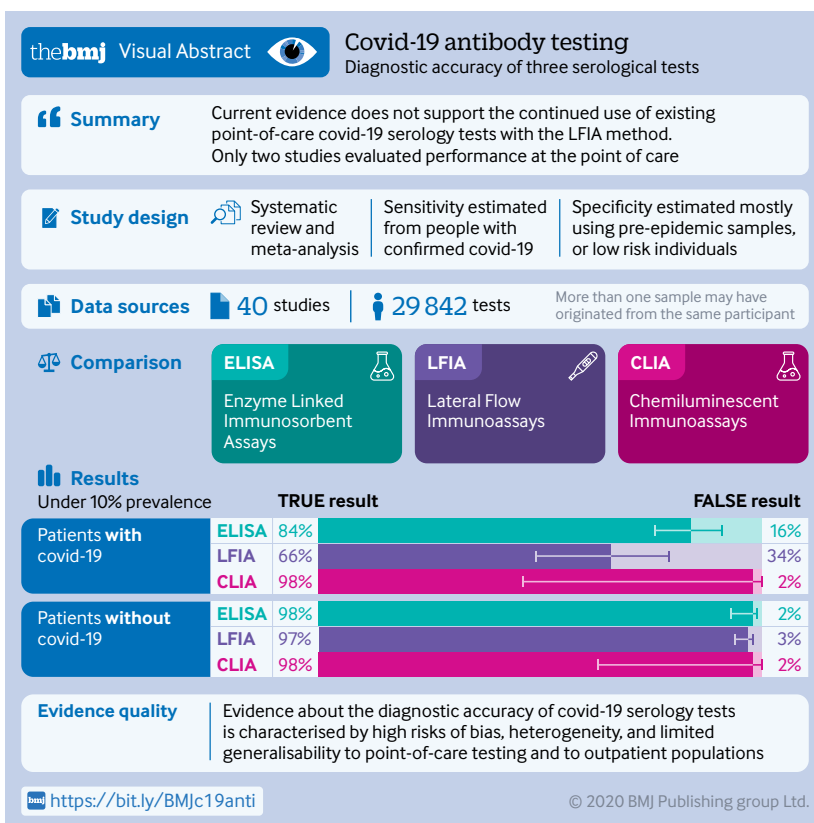 thebmj Visual Abstract
Covid-19 antibody testing
Diagnostic accuracy of three serological tests
Summary
Current evidence does not support the continued use of existing
point-of-care covid-19 serology tests with the LFIA method.
Only two studies evaluated performance at the point of care
Study design
Systematic
review and
meta-analysis
Sensitivity estimated
from people with
confirmed covid-19
Specificity estimated mostly
using pre-epidemic samples,
or low risk individuals
Data sources
40 studies
29 842 tests
More than one sample may have
originated from the same participant
Comparison
ELISA
Enzyme Linked
Immunosorbent
Assays
LFIA
Lateral Flow
Immunoassays
CLIA
Chemiluminescent
Immunoassays
Results
Under 10% prevalence
TRUE result
FALSE result
Patients with
covid-19
ELISA 84% 16%
LFIA 66% 34%
CLIA 98% 2%
Patients without
covid-19
ELISA 98% 2%
LFIA 97% 3%
CLIA 98% 2%
Evidence quality
Evidence about the diagnostic accuracy of covid-19 serology tests
is characterised by high risks of bias, heterogeneity, and limited
generalisability to point-of-care testing and to outpatient populations
bmj https://bit.ly/BMJc19anti
© 2020 BMJ Publishing group Ltd.